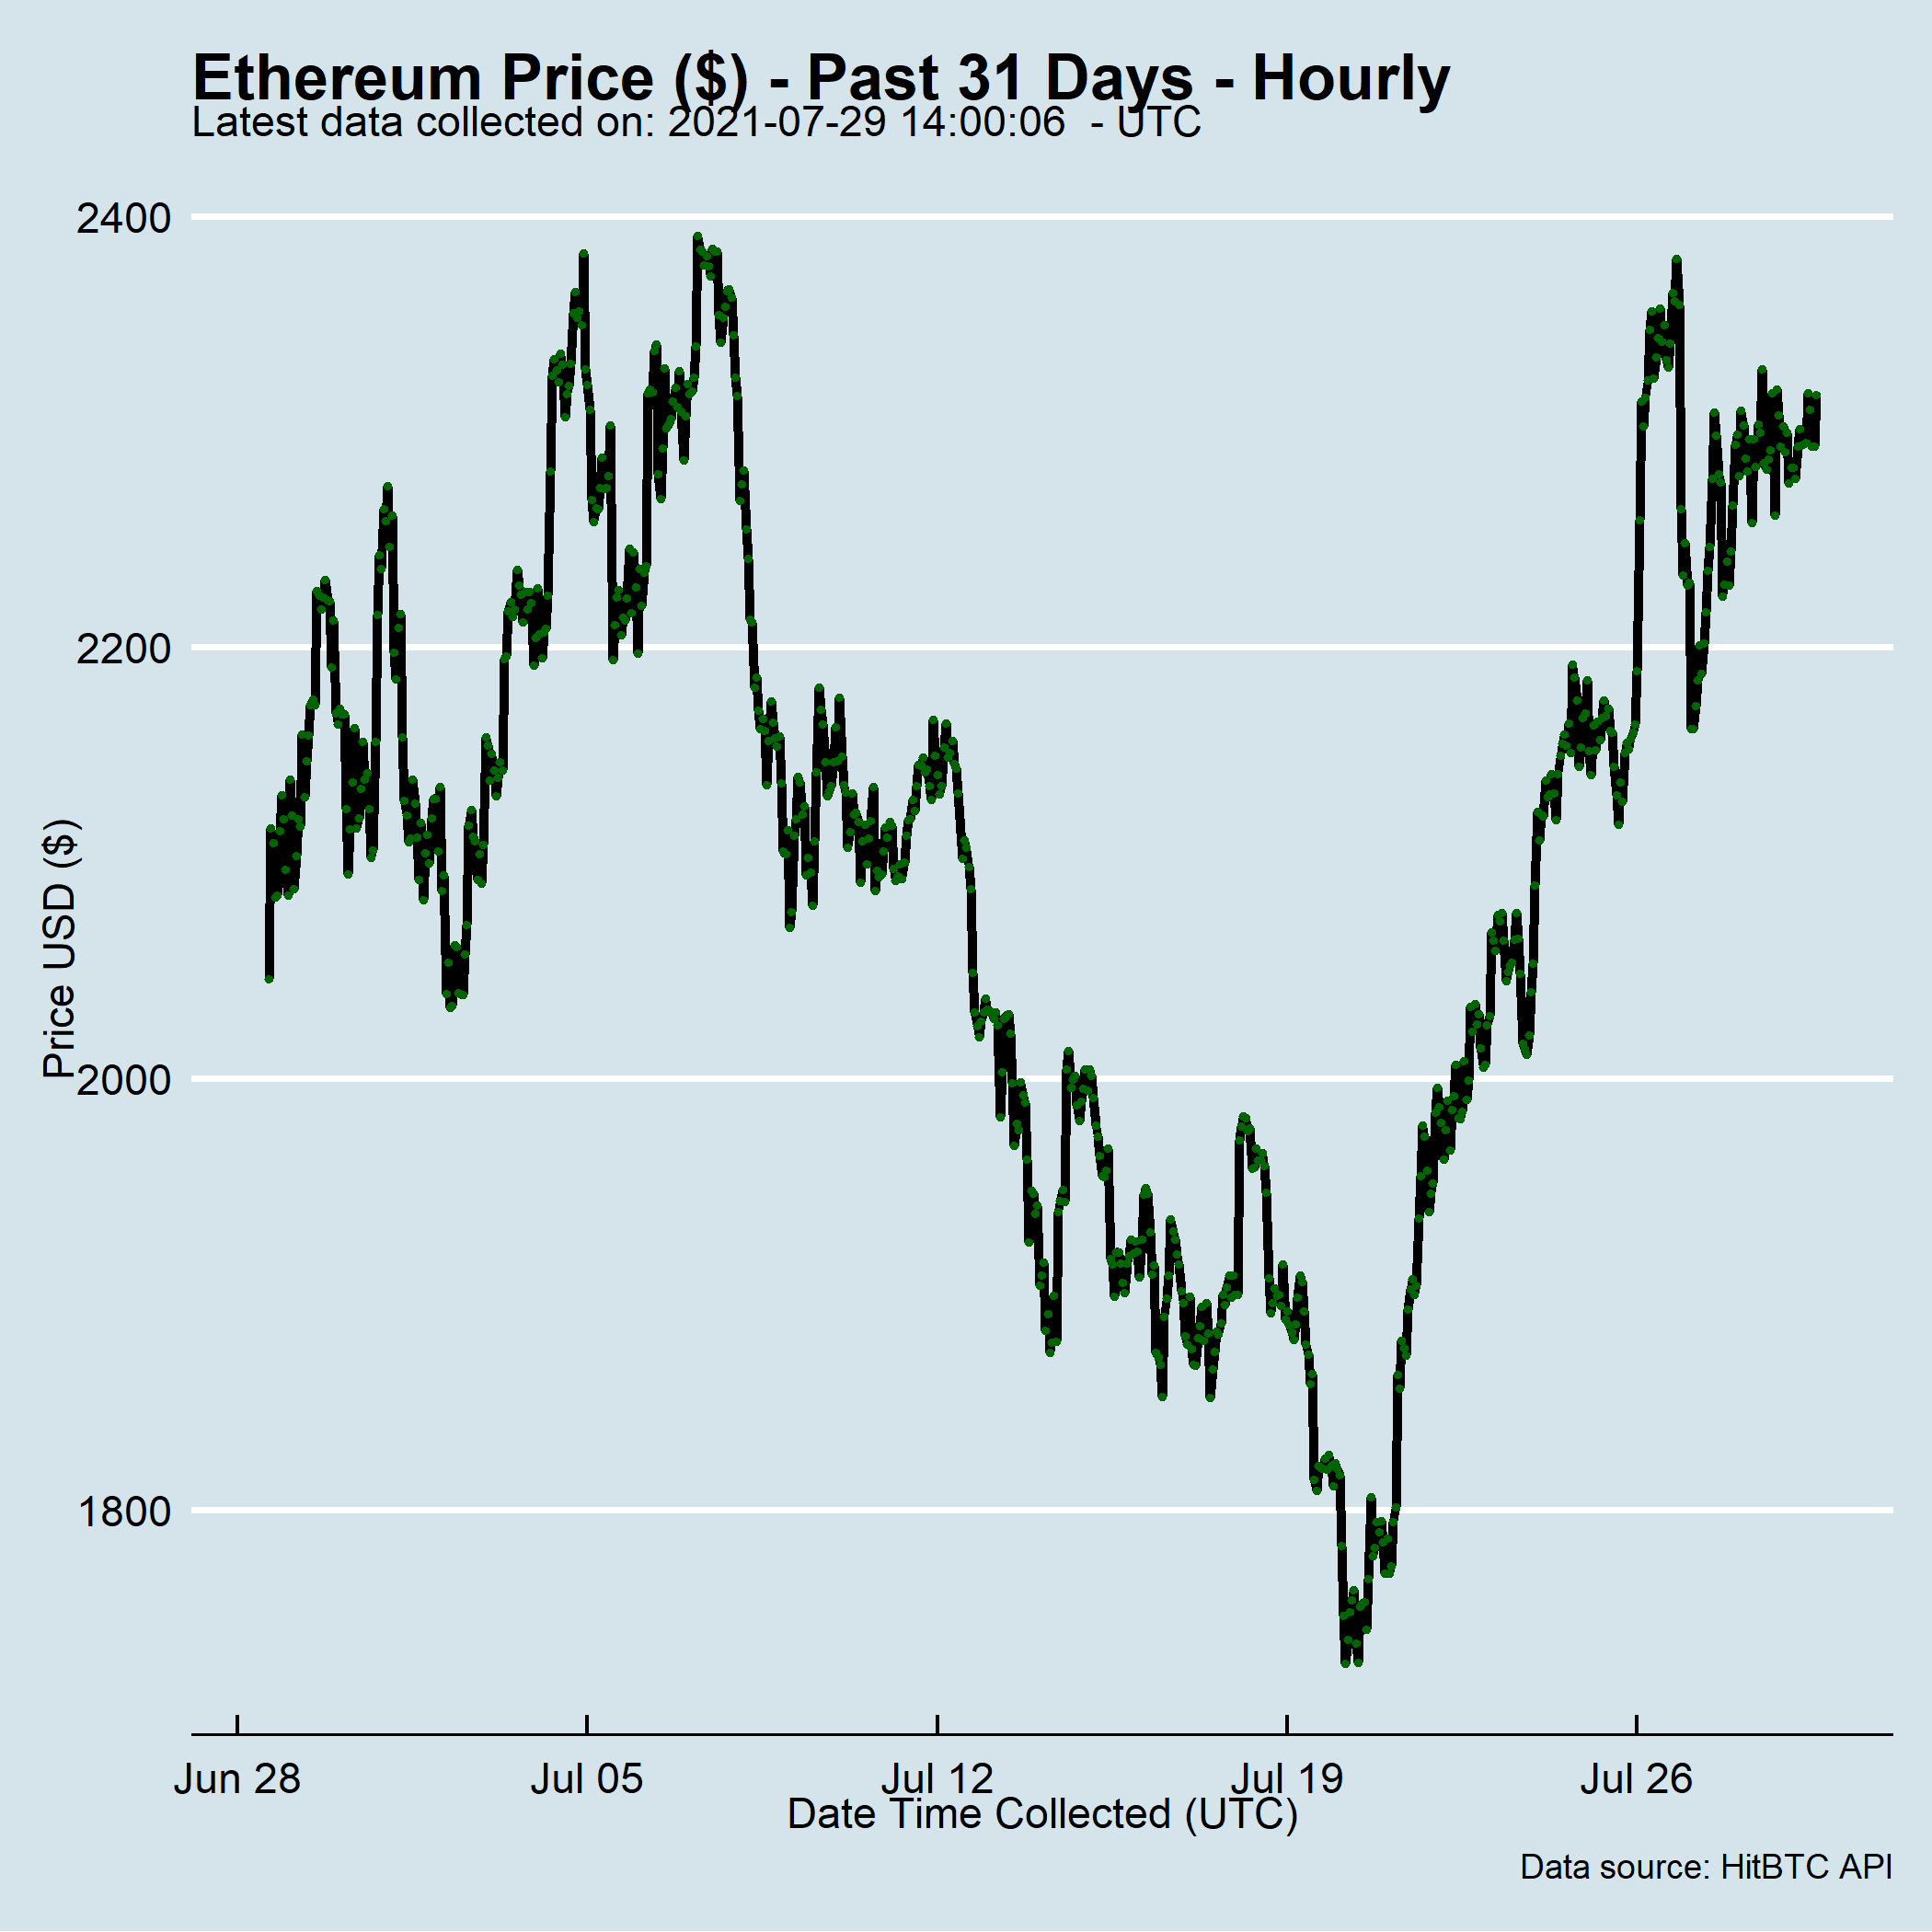 Ethereum Price ($) - Past 31 Days - Hourly
Latest data collected on: 2021-07-29 14:00:06  - UTC
2400
2200
2000
1800
Price USD ($)
Jun 28
Jul 05
Jul 12
Jul 19
Jul 26
Date Time Collected (UTC)
Data source: HitBTC API